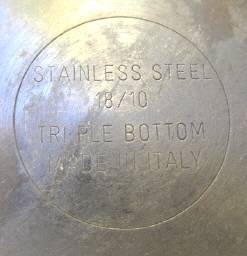 STAINLESS STEEL
18/10
TRIPLE BOTTOM
MADE IN ITALY